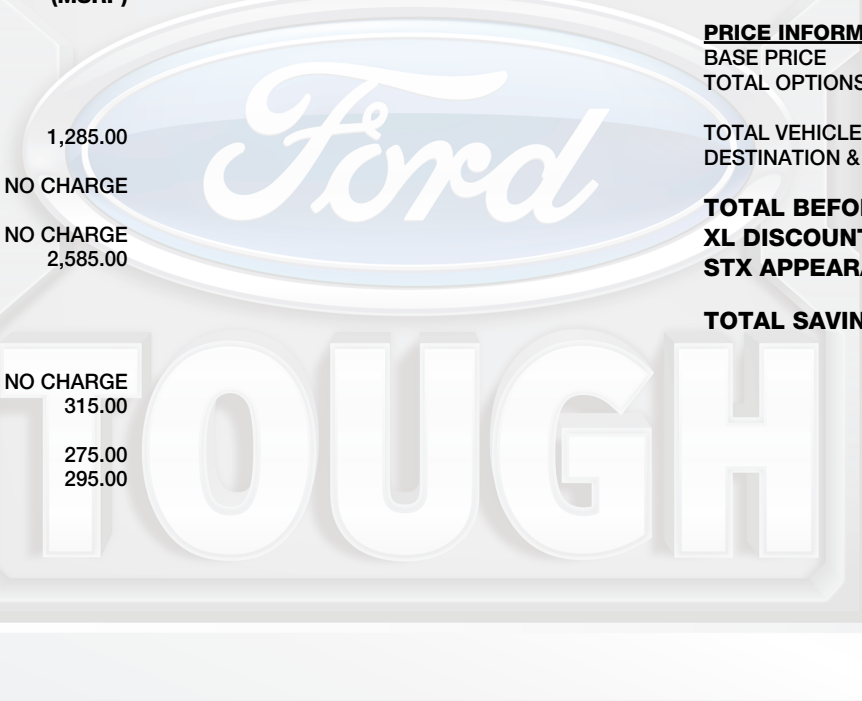 (MSRP)
1,285.00
NO CHARGE
NO CHARGE
2,585.00
NO CHARGE
315.00
275.00
295.00
PRICE INFORM
BASE PRICE
TOTAL OPTIONS
TOTAL VEHICLE
DESTINATION &
TOTAL BEFO
XL DISCOUNT
STX APPEAR
TOTAL SAVIN
Ford
TOUGH